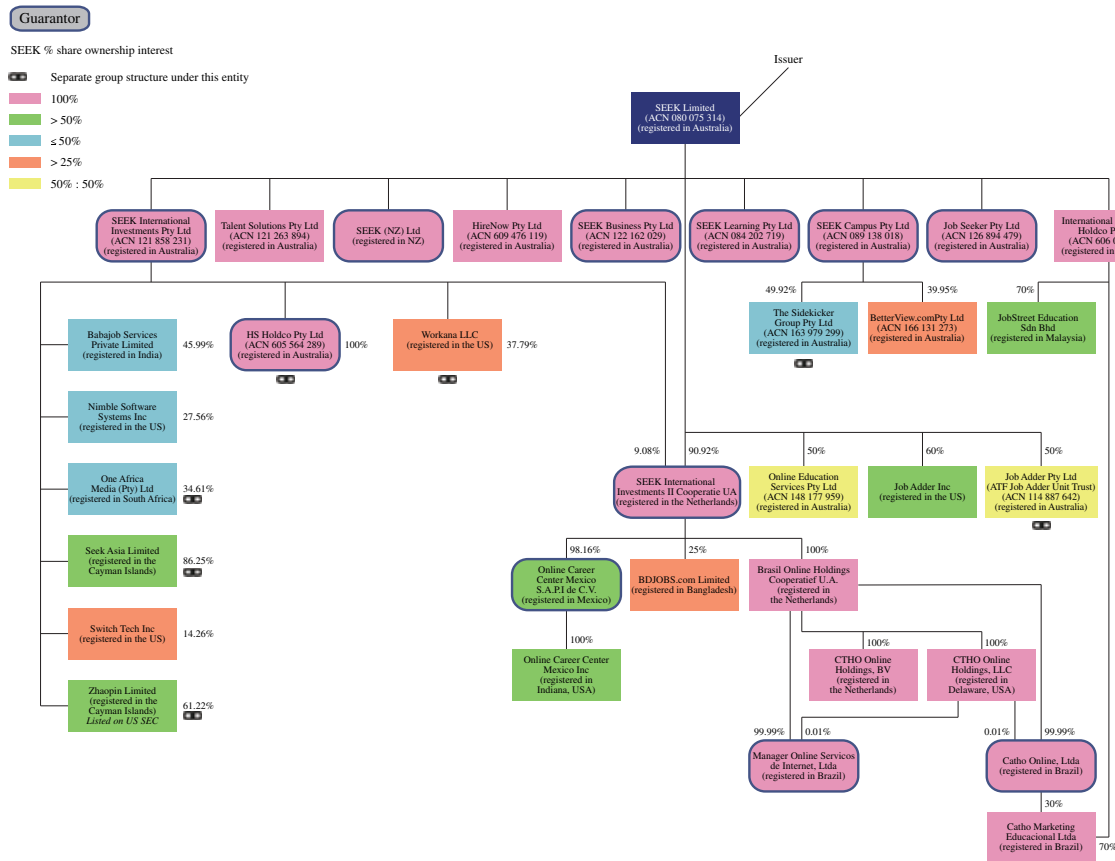 Guarantor
SEEK % share ownership interest
Separate group structure under this entity
100%
> 50%
≤ 50%
> 25%
50% : 50%
Issuer
SEEK Limited
(ACN 080 075 314)
(registered in Australia)
SEEK International
Investments Pty Ltd
(ACN 121 858 231)
(registered in Australia)
Talent Solutions Pty Ltd
(ACN 121 263 894)
(registered in Australia)
SEEK (NZ) Ltd
(registered in NZ)
HireNow Pty Ltd
(ACN 609 476 119)
(registered in Australia)
SEEK Business Pty Ltd
(ACN 122 162 029)
(registered in Australia)
SEEK Learning Pty Ltd
(ACN 084 202 719)
(registered in Australia)
SEEK Campus Pty Ltd
(ACN 089 138 018)
(registered in Australia)
Job Seeker Pty Ltd
(ACN 126 894 479)
(registered in Australia)
International
Holdco P
(ACN 606 0
(registered in
49.92%
The Sidekicker
Group Pty Ltd
(ACN 163 979 299)
(registered in Australia)
39.95%
BetterView.comPty Ltd
(ACN 166 131 273)
(registered in Australia)
70%
JobStreet Education
Sdn Bhd
(registered in Malaysia)
Babajob Services
Private Limited
(registered in India)
45.99%
HS Holdco Pty Ltd
(ACN 605 564 289)
(registered in Australia)
100%
Workana LLC
(registered in the US)
37.79%
Nimble Software
Systems Inc
(registered in the US)
27.56%
One Africa
Media (Pty) Ltd
(registered in South Africa)
34.61%
Seek Asia Limited
(registered in the
Cayman Islands)
86.25%
Switch Tech Inc
(registered in the US)
14.26%
Zhaopin Limited
(registered in the
Cayman Islands)
Listed on US SEC
61.22%
9.08%
90.92%
SEEK International
Investments II Cooperatie UA
(registered in the Netherlands)
50%
Online Education
Services Pty Ltd
(ACN 148 177 959)
(registered in Australia)
60%
Job Adder Inc
(registered in the US)
50%
Job Adder Pty Ltd
(ATF Job Adder Unit Trust)
(ACN 114 887 642)
(registered in Australia)
98.16%
Online Career
Center Mexico
S.A.P.I de C.V.
(registered in Mexico)
25%
BDJOBS.com Limited
(registered in Bangladesh)
100%
Brasil Online Holdings
Cooperatief U.A.
(registered in
the Netherlands)
100%
Online Career Center
Mexico Inc
(registered in
Indiana, USA)
100%
CTHO Online
Holdings, BV
(registered in
the Netherlands)
100%
CTHO Online
Holdings, LLC
(registered in
Delaware, USA)
99.99%
0.01%
Manager Online Servicos
de Internet, Ltda
(registered in Brazil)
0.01%
99.99%
Catho Online, Ltda
(registered in Brazil)
30%
Catho Marketing
Educacional Ltda
(registered in Brazil)
70%